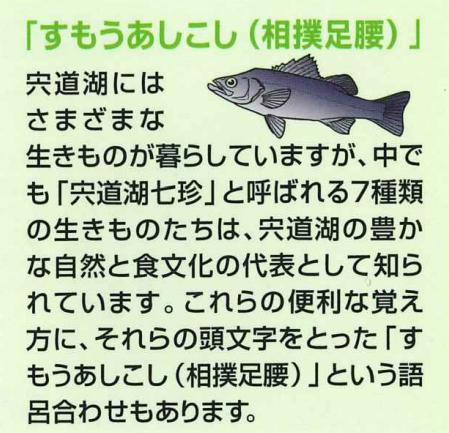 「すもうあしこし（相撲足腰）」
宍道湖には
さまざまな
生きものが暮らしていますが、中で
も「宍道湖七珍」と呼ばれる7種類
の生きものたちは、宍道湖の豊か
な自然と食文化の代表として知ら
れています。これらの便利な覚え
方に、それらの頭文字をとった「す
もうあしこし（相撲足腰）」という語
呂合わせもあります。